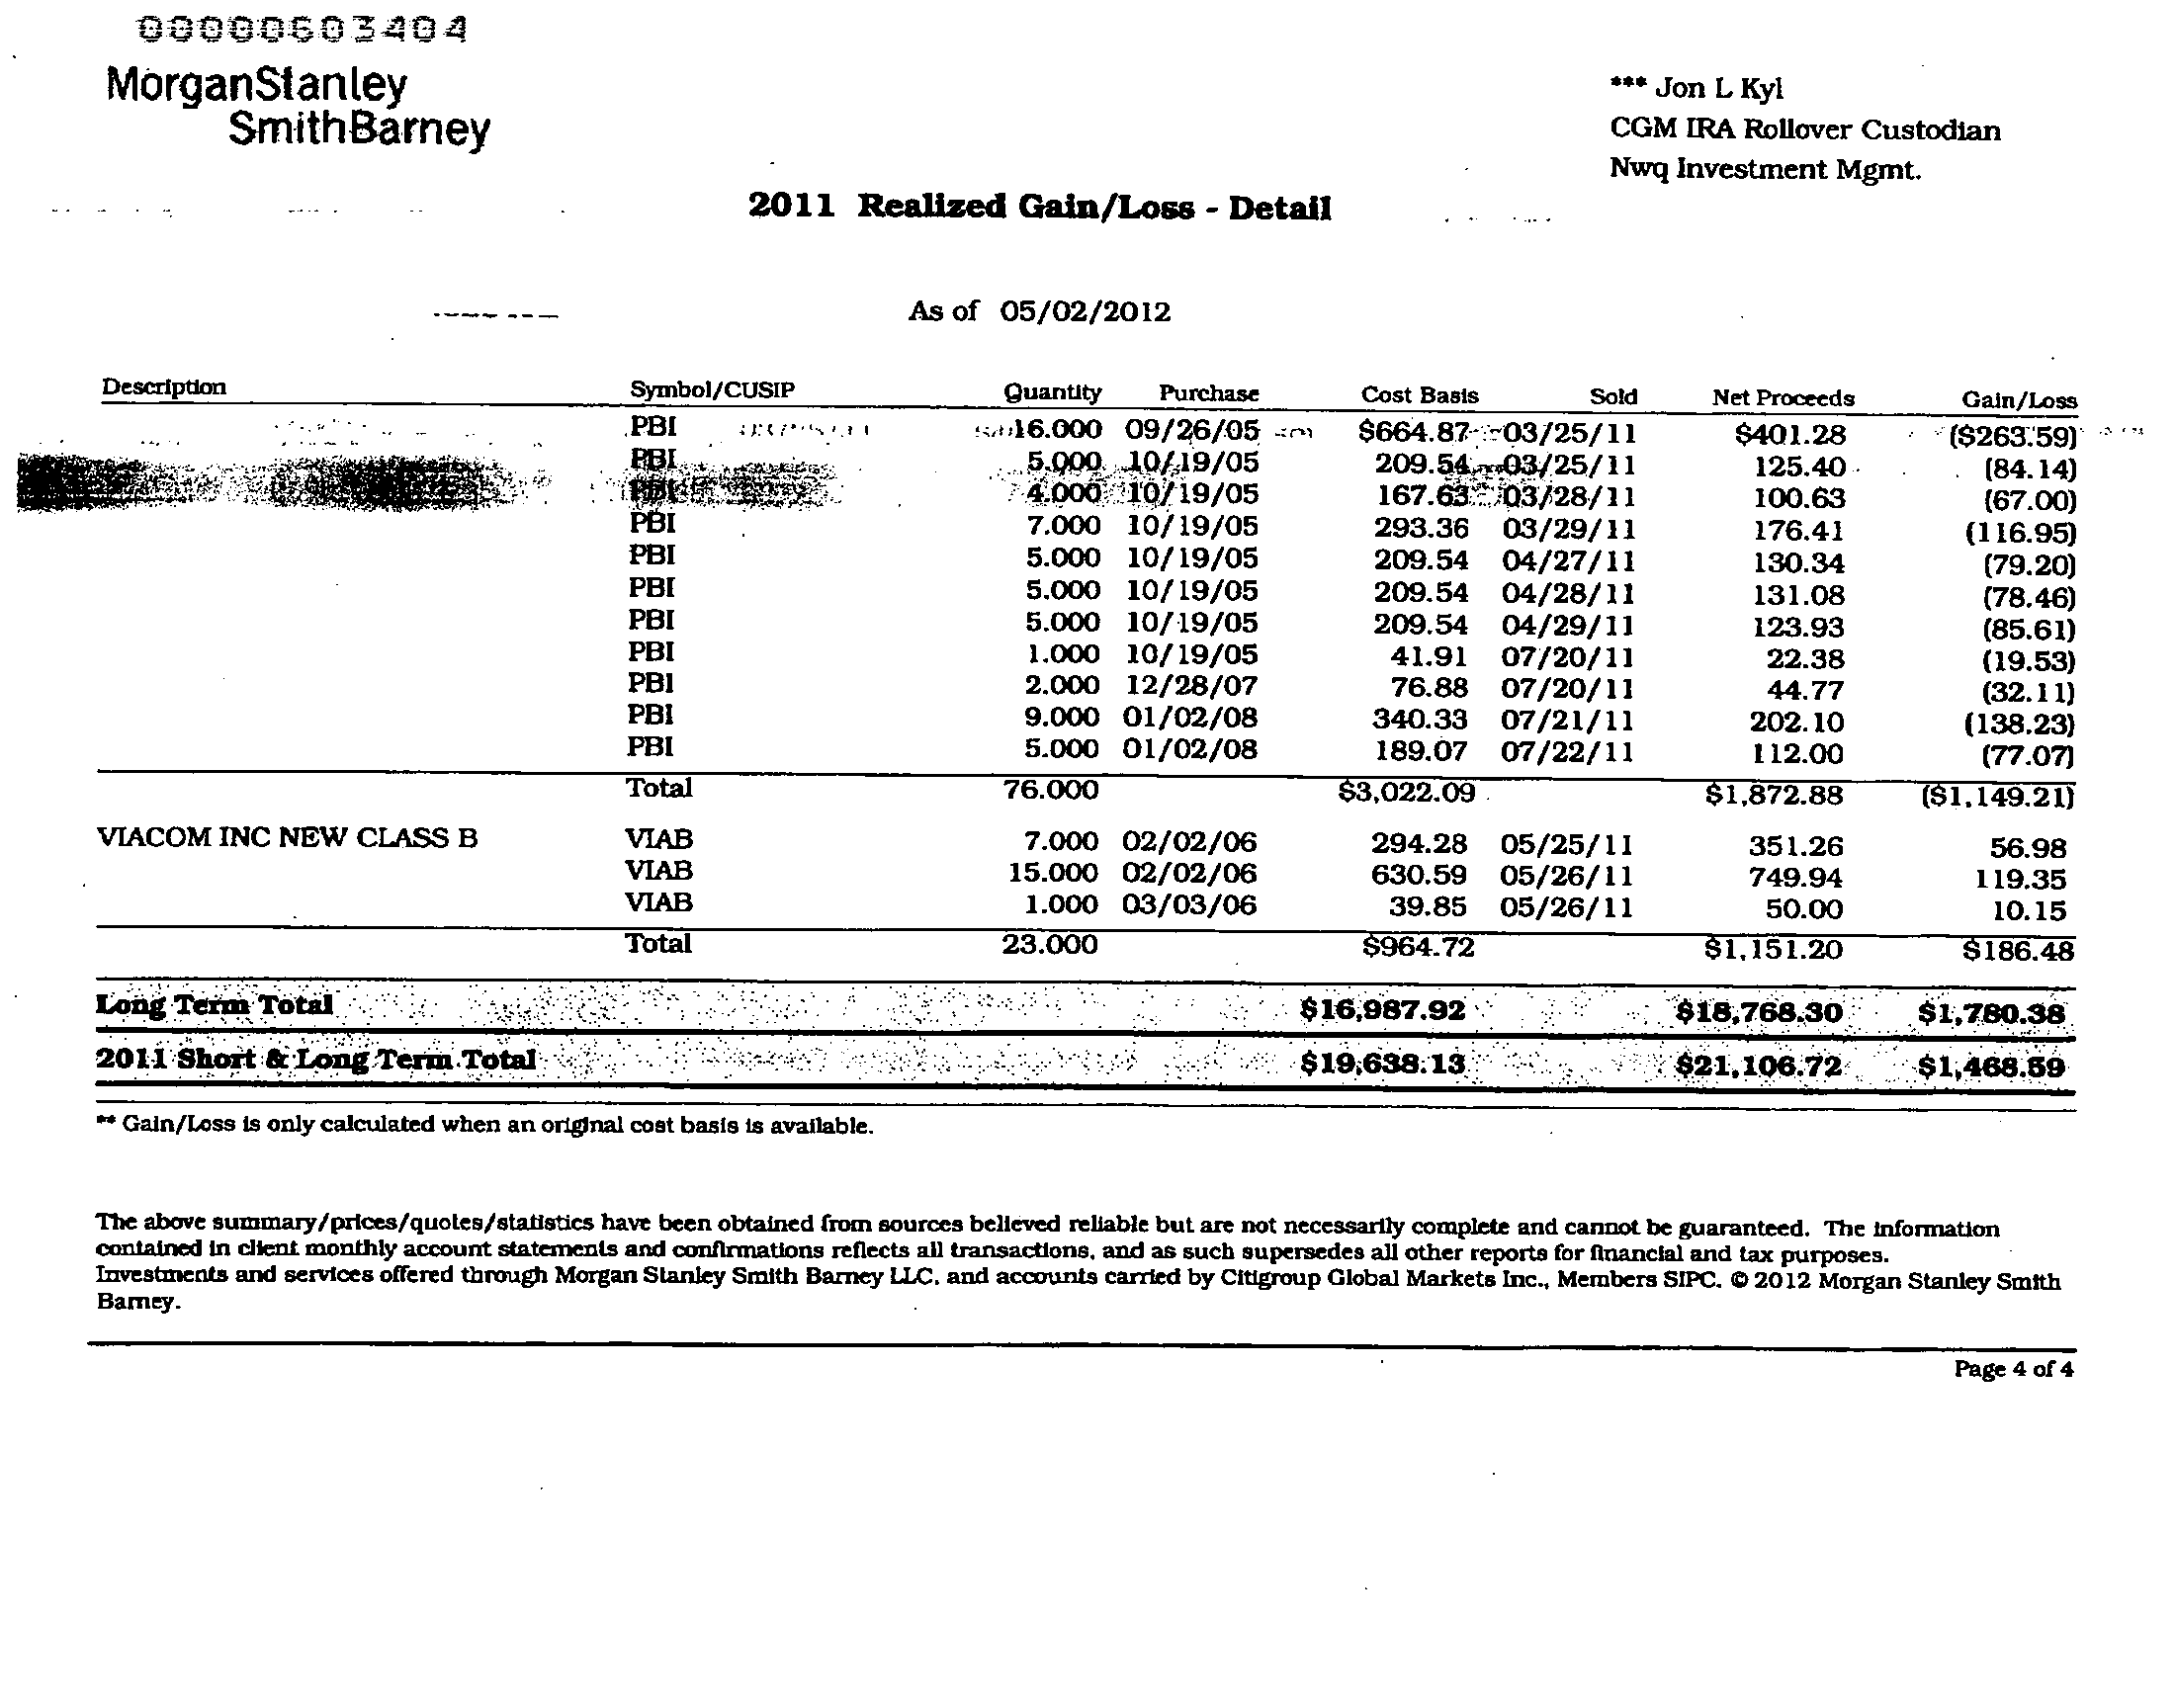 00000603404
MorganStanley
SmithBarney
*** Jon L Kyl
CGM IRA Rollover Custodian
Nwq Investment Mgmt.
2011 Realized Gain/Loss - Detail
As of 05/02/2012
Description Symbol/CUSIP Quantity Purchase Cost Basis Sold Net Proceeds Gain/Loss
PBI 16.000 09/26/05 $664.87 03/25/11 $401.28 ($263.59)
PBI 5.000 10/19/05 209.54 03/25/11 125.40 (84.14)
PBI 4.000 10/19/05 167.63 03/28/11 100.63 (67.00)
PBI 7.000 10/19/05 293.36 03/29/11 176.41 (116.95)
PBI 5.000 10/19/05 209.54 04/27/11 130.34 (79.20)
PBI 5.000 10/19/05 209.54 04/28/11 131.08 (78.46)
PBI 5.000 10/19/05 209.54 04/29/11 123.93 (85.61)
PBI 1.000 10/19/05 41.91 07/20/11 22.38 (19.53)
PBI 2.000 12/28/07 76.88 07/20/11 44.77 (32.11)
PBI 9.000 01/02/08 340.33 07/21/11 202.10 (138.23)
PBI 5.000 01/02/08 189.07 07/22/11 112.00 (77.07)
Total 76.000 $3,022.09 $1,872.88 ($1,149.21)
VIACOM INC NEW CLASS B VIAB 7.000 02/02/06 294.28 05/25/11 351.26 56.98
VIAB 15.000 02/02/06 630.59 05/26/11 749.94 119.35
VIAB 1.000 03/03/06 39.85 05/26/11 50.00 10.15
Total 23.000 $964.72 $1,151.20 $186.48
Long Term Total $16,987.92 $18,768.30 $1,780.38
2011 Short & Long Term Total $19,638.13 $21,106.72 $1,468.59
** Gain/Loss is only calculated when an original cost basis is available.
The above summary/prices/quotes/statistics have been obtained from sources believed reliable but are not necessarily complete and cannot be guaranteed. The information
contained in client monthly account statements and confirmations reflects all transactions, and as such supersedes all other reports for financial and tax purposes.
Investments and services offered through Morgan Stanley Smith Barney LLC, and accounts carried by Citigroup Global Markets Inc., Members SIPC. © 2012 Morgan Stanley Smith
Barney.
Page 4 of 4